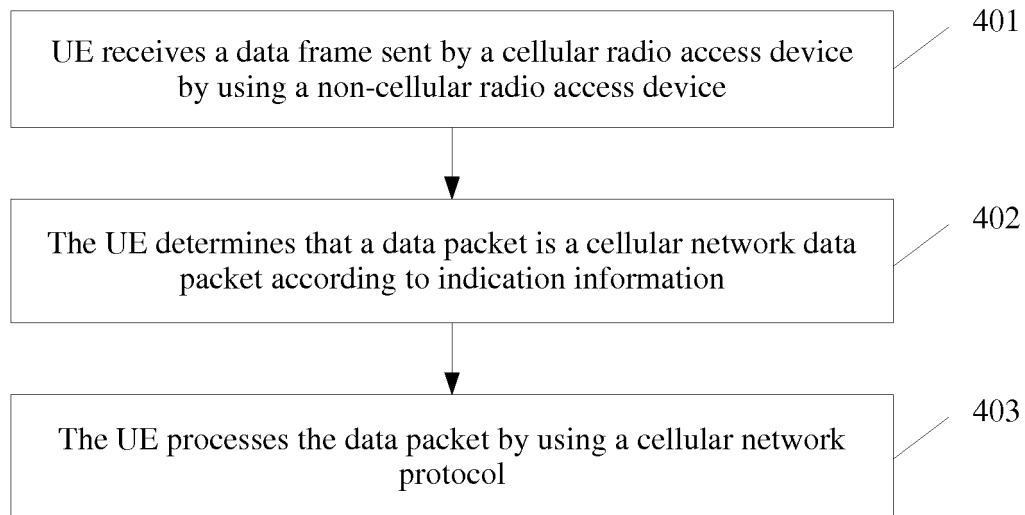 401
UE receives a data frame sent by a cellular radio access device
by using a non-cellular radio access device
402
The UE determines that a data packet is a cellular network data
packet according to indication information
403
The UE processes the data packet by using a cellular network
protocol